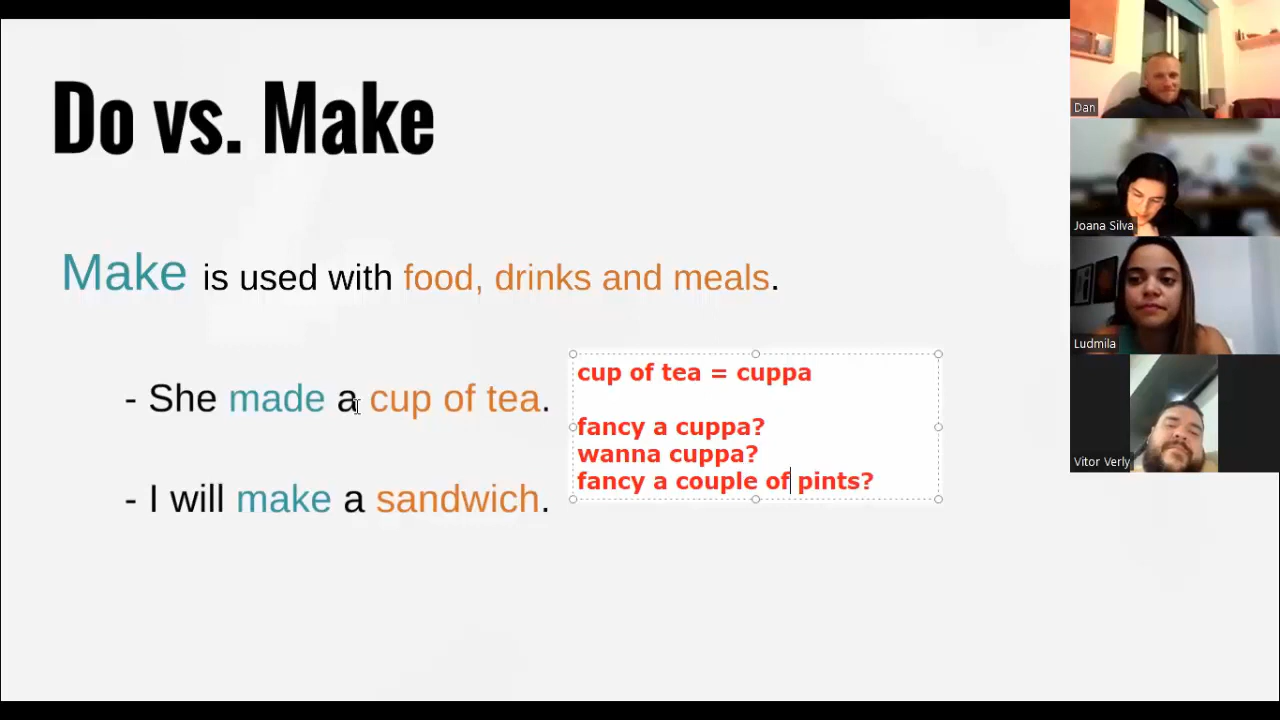 Do vs. Make
Make is used with food, drinks and meals.
- She made a cup of tea.
- I will make a sandwich.
cup of tea = cuppa
fancy a cuppa?
wanna cuppa?
fancy a couple of pints?
Dan
Joana Silva
Ludmila
Vitor Verly